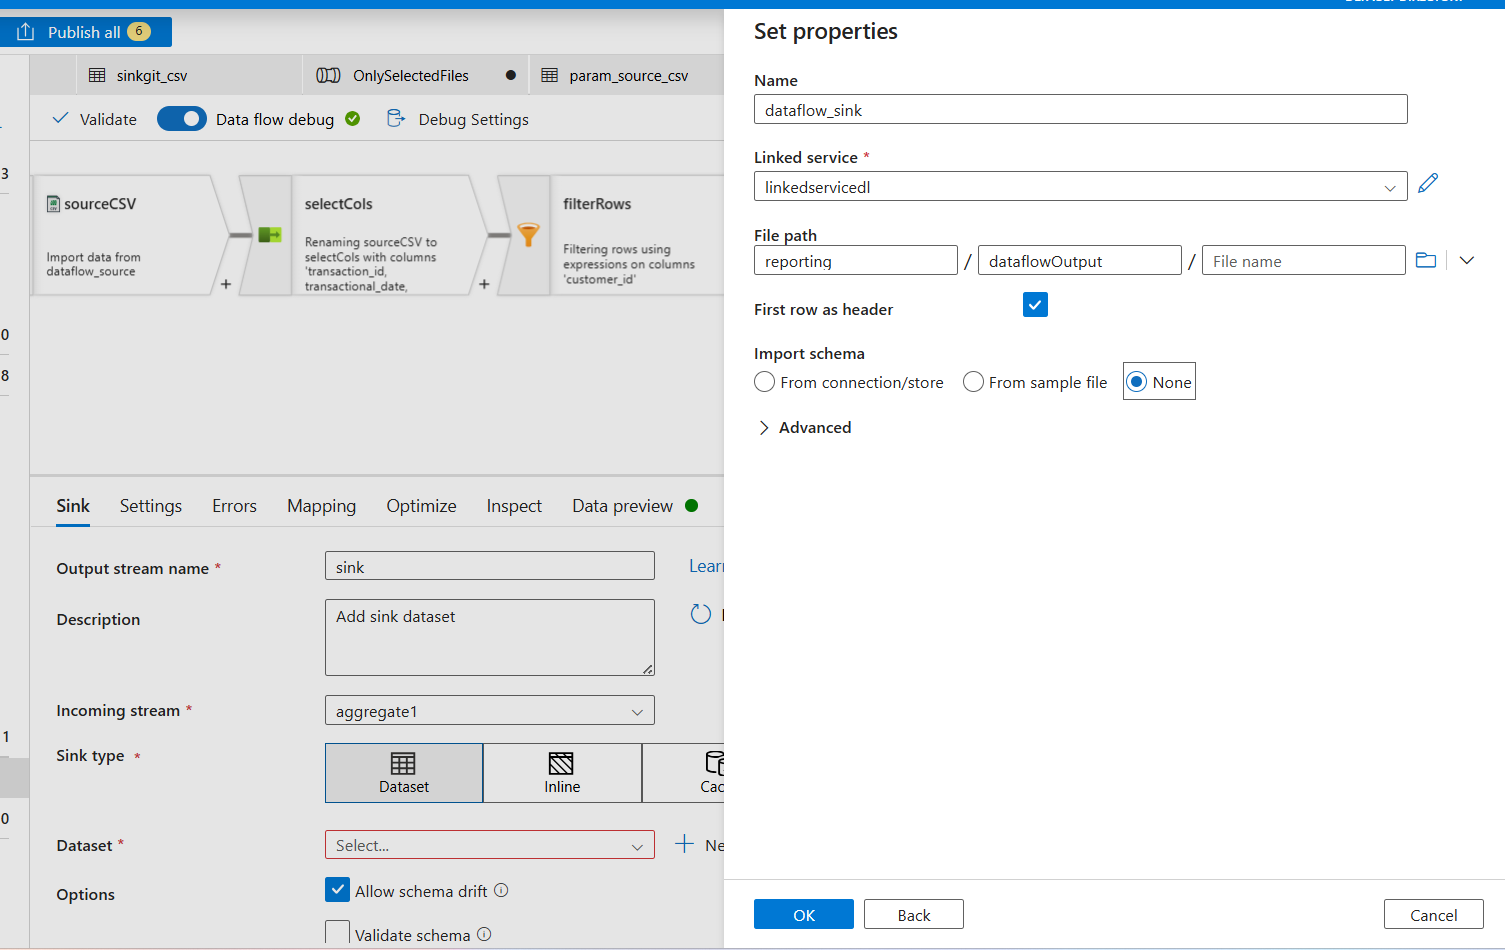 Publish all 6
sinkgit_csv
OnlySelectedFiles
param_source_csv
Validate
Data flow debug
Debug Settings
3
0
8
1
0
sourceCSV
Import data from
dataflow_source
+
selectCols
Renaming sourceCSV to
selectCols with columns
'transaction_id,
transactional_date,
+
filterRows
Filtering rows using
expressions on columns
'customer_id'
Sink
Settings
Errors
Mapping
Optimize
Inspect
Data preview
Output stream name *
sink
Lear
Description
Add sink dataset
Incoming stream *
aggregate1
Sink type *
Dataset
Inline
Cac
Dataset *
Select...
Ne
Options
Allow schema drift
Validate schema
Set properties
Name
dataflow_sink
Linked service *
linkedservicedl
File path
reporting / dataflowOutput / File name
First row as header
Import schema
From connection/store
From sample file
None
Advanced
OK
Back
Cancel